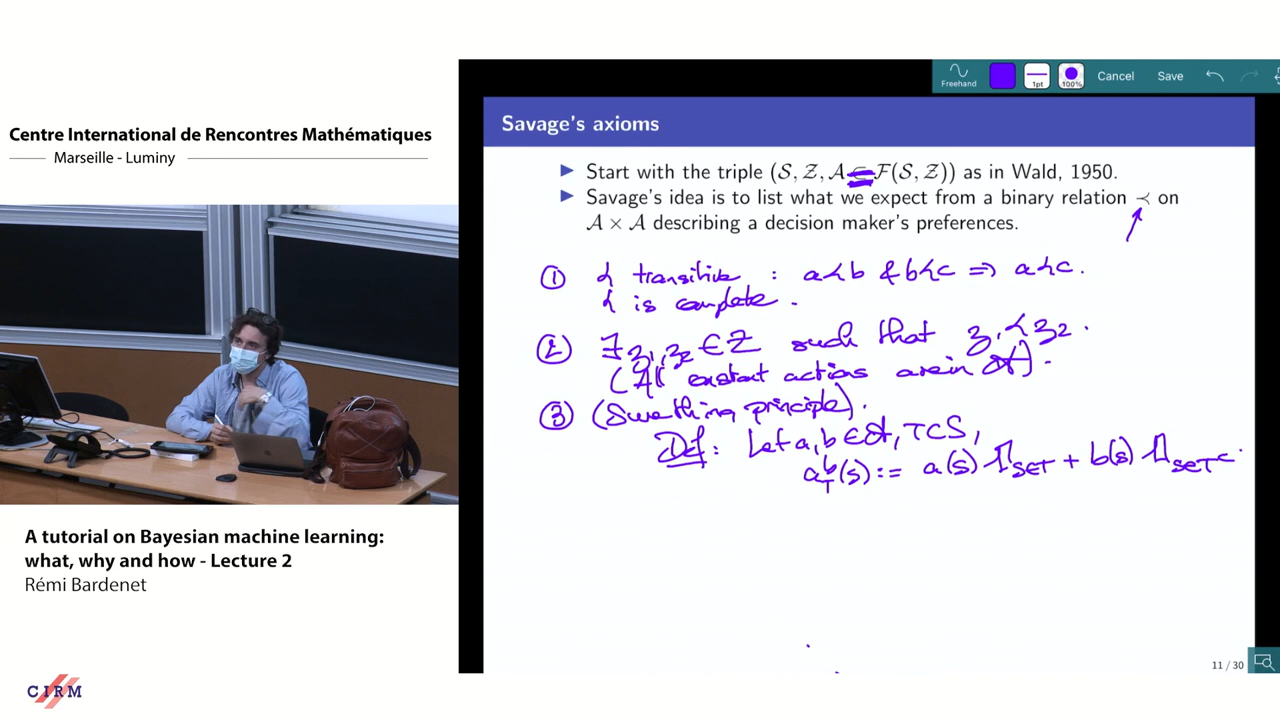 Centre International de Rencontres Mathématiques
Marseille - Luminy
A tutorial on Bayesian machine learning:
what, why and how - Lecture 2
Rémi Bardenet
CIRM
Freehand 1pt 100% Cancel Save
Savage's axioms
▶ Start with the triple (𝒮, 𝒵, 𝒜 ⊂ ℱ(𝒮, 𝒵)) as in Wald, 1950.
▶ Savage's idea is to list what we expect from a binary relation ≺ on
𝒜 × 𝒜 describing a decision maker's preferences.
① ≺ transitive : a≺b & b≺c ⇒ a≺c.
≺ is complete.
② ∃ z₁, z₂ ∈ Z such that z₁ ≺ z₂.
(All constant actions are in 𝒜).
③ (Swething principle).
Def: Let a, b ∈ 𝒜, T ⊂ S,
a_T^b(s) := a(s) 𝟙_{s∈T} + b(s) 𝟙_{s∈T^c}.
11 / 30